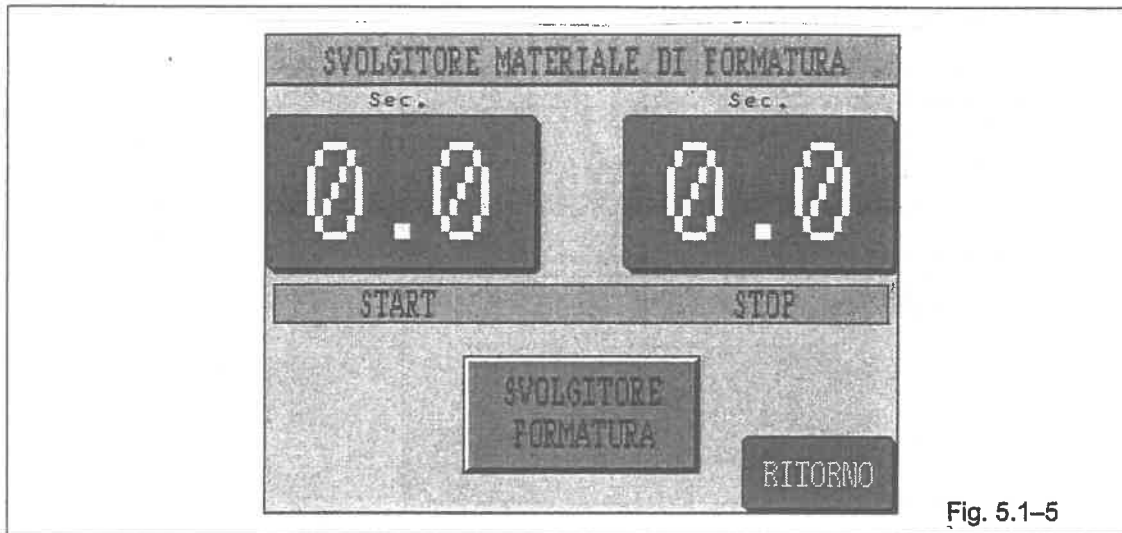 SVOLGITORE MATERIALE DI FORMATURA
Sec. Sec.
0.0 0.0
START STOP
SVOLGITORE
FORMATURA
RITORNO
Fig. 5.1–5